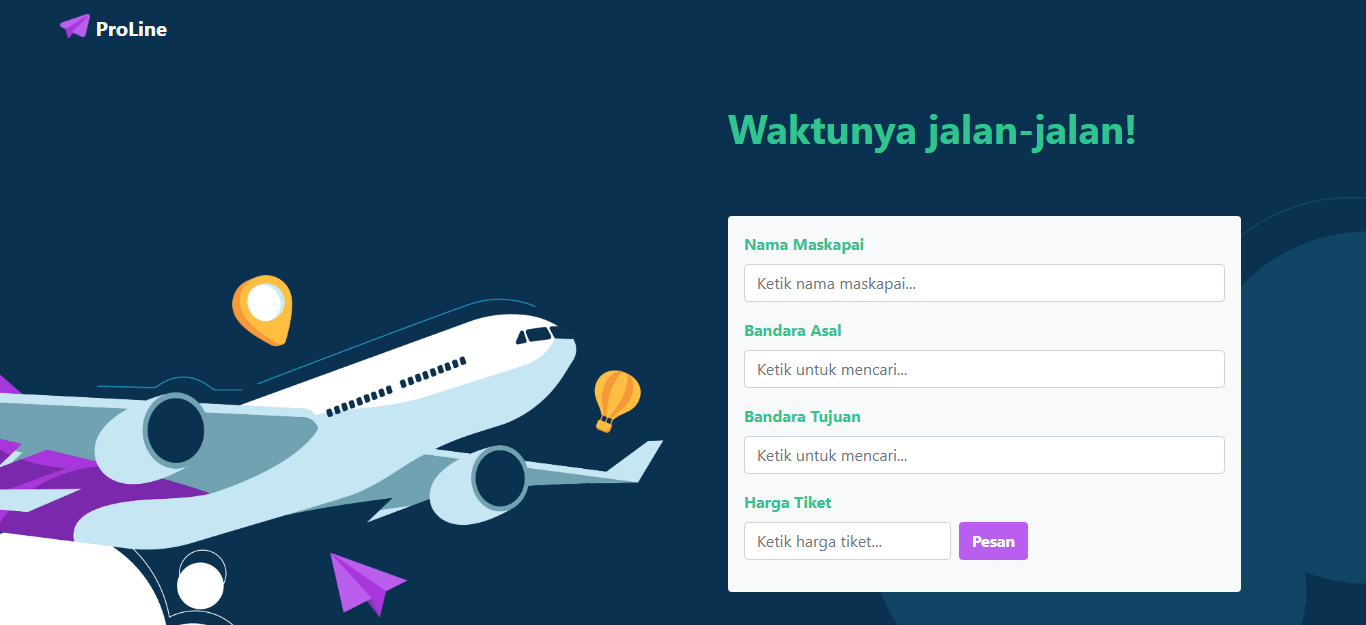 ProLine
Waktunya jalan-jalan!
Nama Maskapai
Ketik nama maskapai...
Bandara Asal
Ketik untuk mencari...
Bandara Tujuan
Ketik untuk mencari...
Harga Tiket
Ketik harga tiket... Pesan